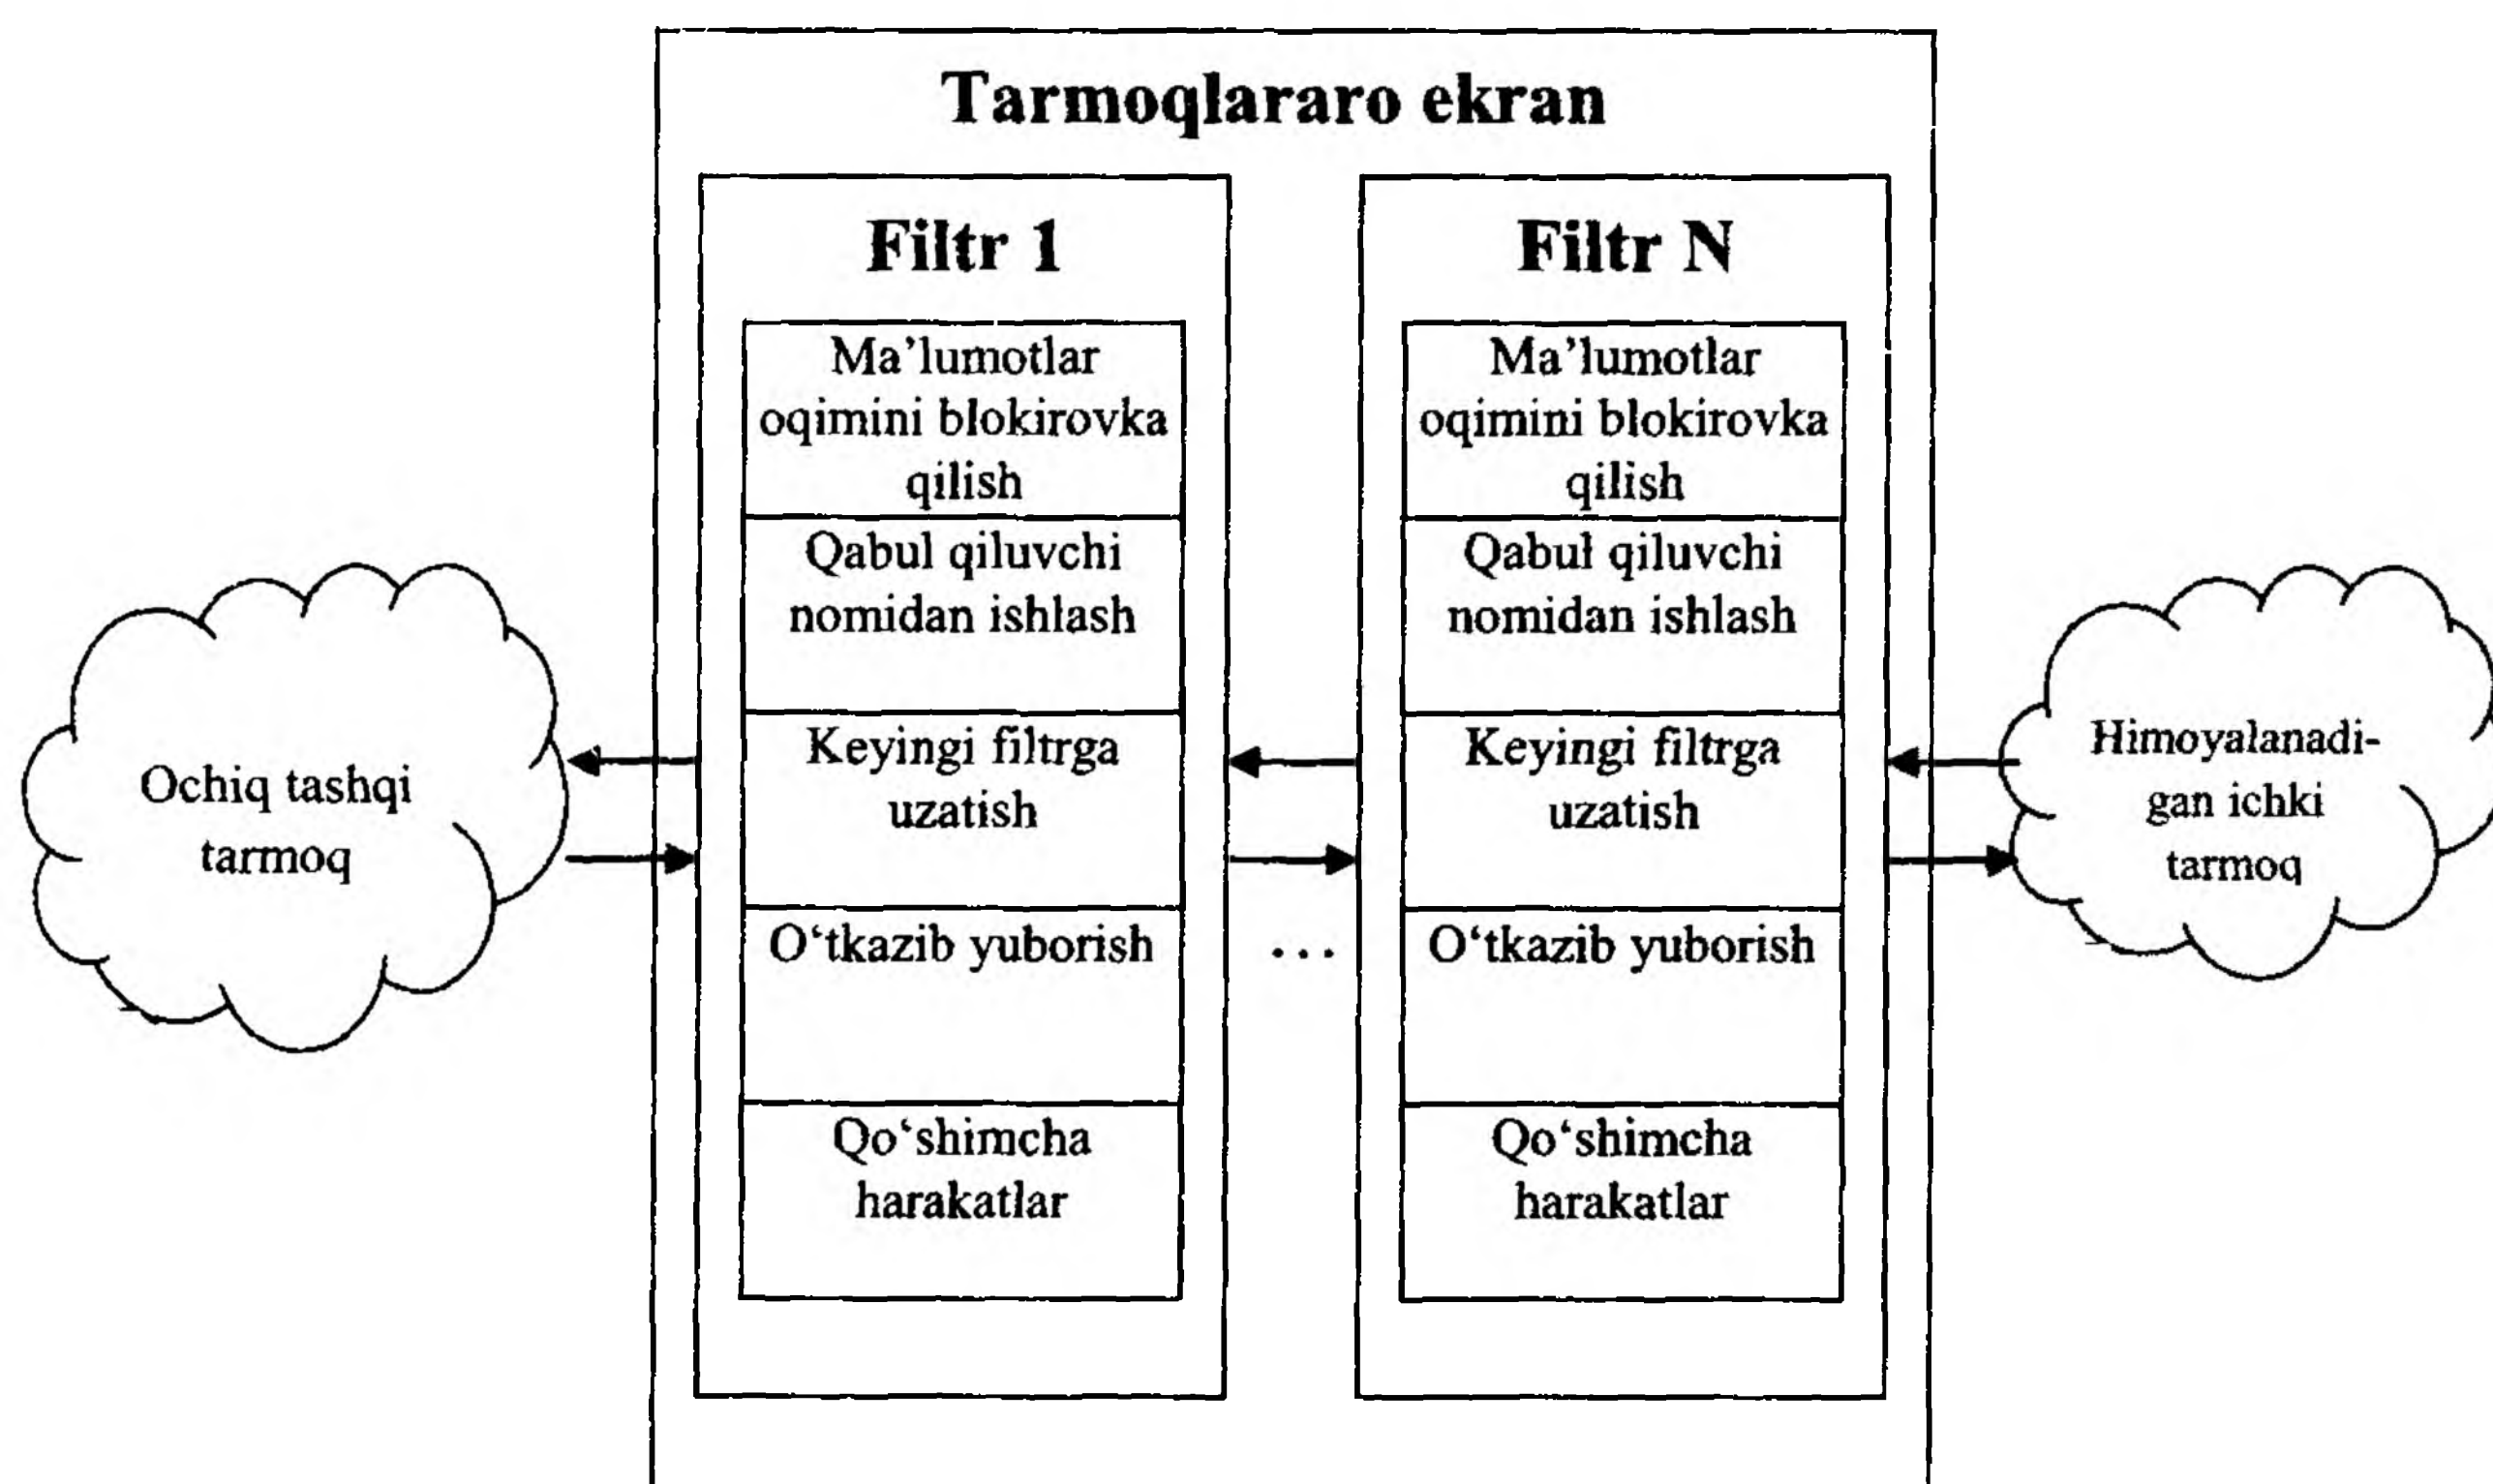 Tarmoqlararo ekran
Filtr 1
Ma’lumotlar
oqimini blokirovka
qilish
Qabul qiluvchi
nomidan ishlash
Keyingi filtrga
uzatish
O‘tkazib yuborish
Qo‘shimcha
harakatlar
...
Filtr N
Ma’lumotlar
oqimini blokirovka
qilish
Qabul qiluvchi
nomidan ishlash
Keyingi filtrga
uzatish
O‘tkazib yuborish
Qo‘shimcha
harakatlar
Ochiq tashqi
tarmoq
Himoyalanadi-
gan ichki
tarmoq